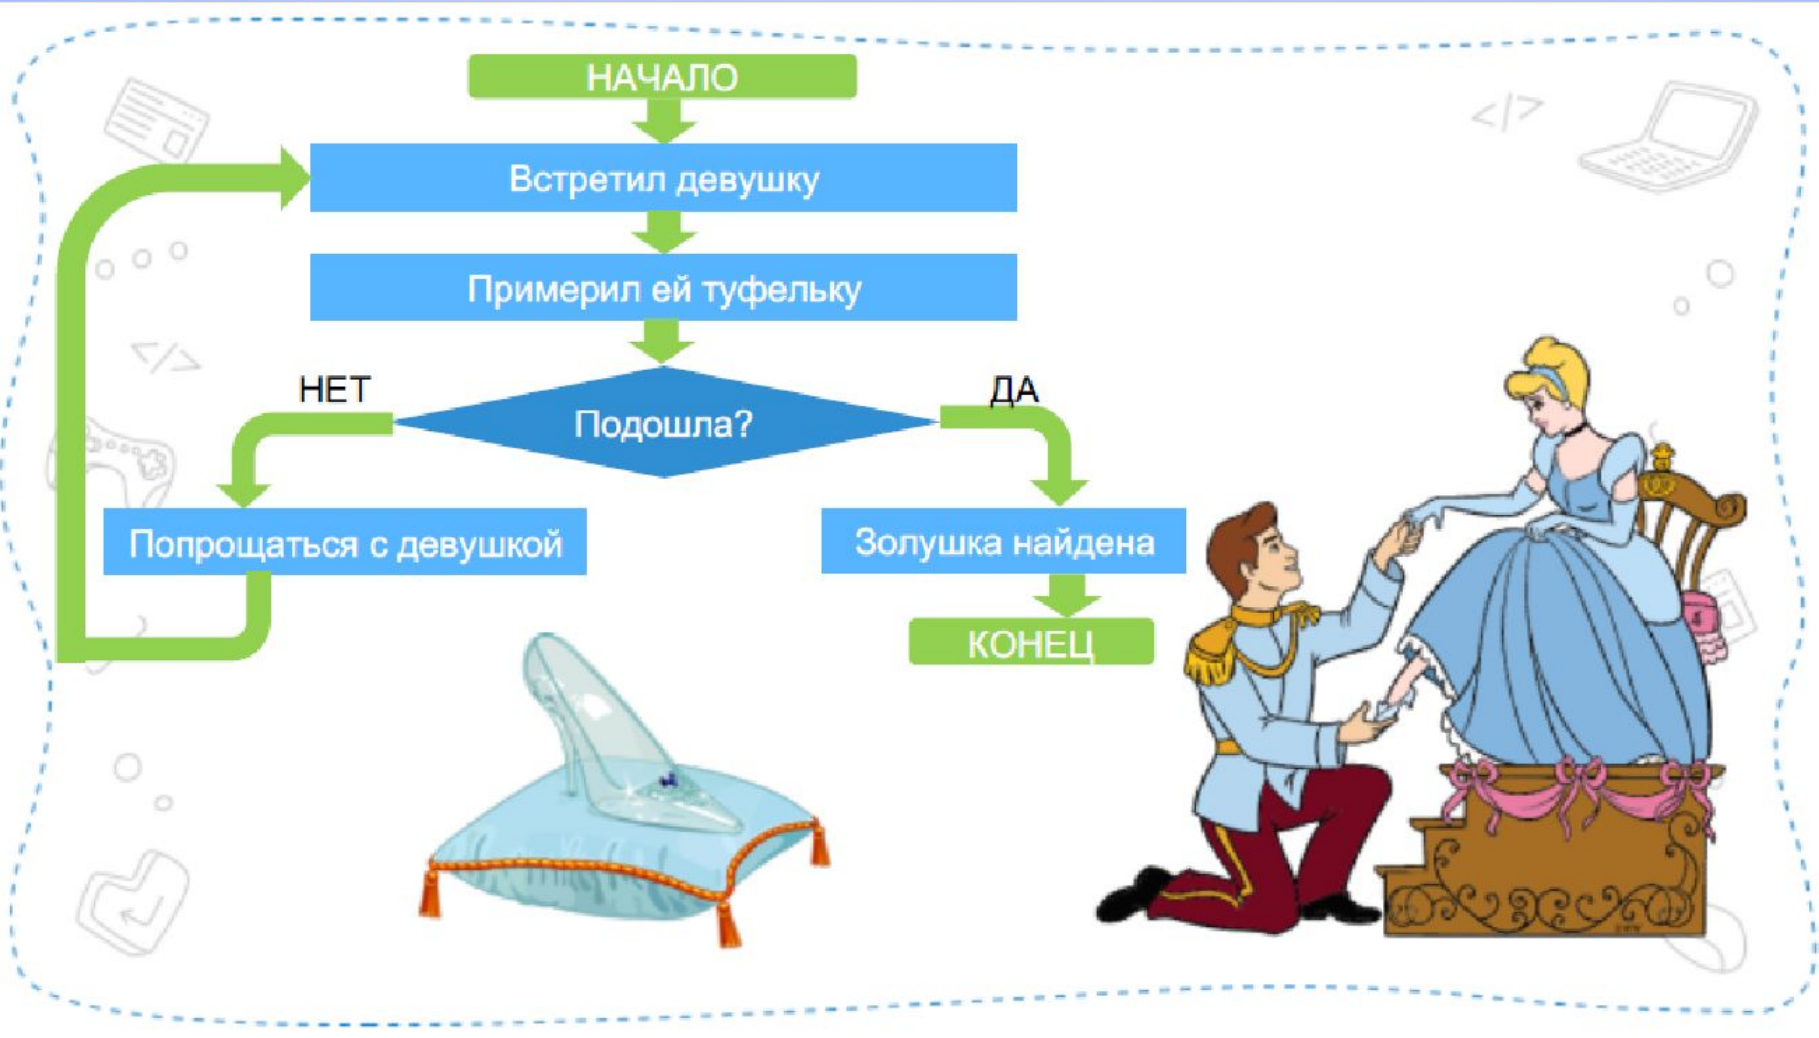 НАЧАЛО
Встретил девушку
Примерил ей туфельку
НЕТ
ДА
Подошла?
Попрощаться с девушкой
Золушка найдена
КОНЕЦ